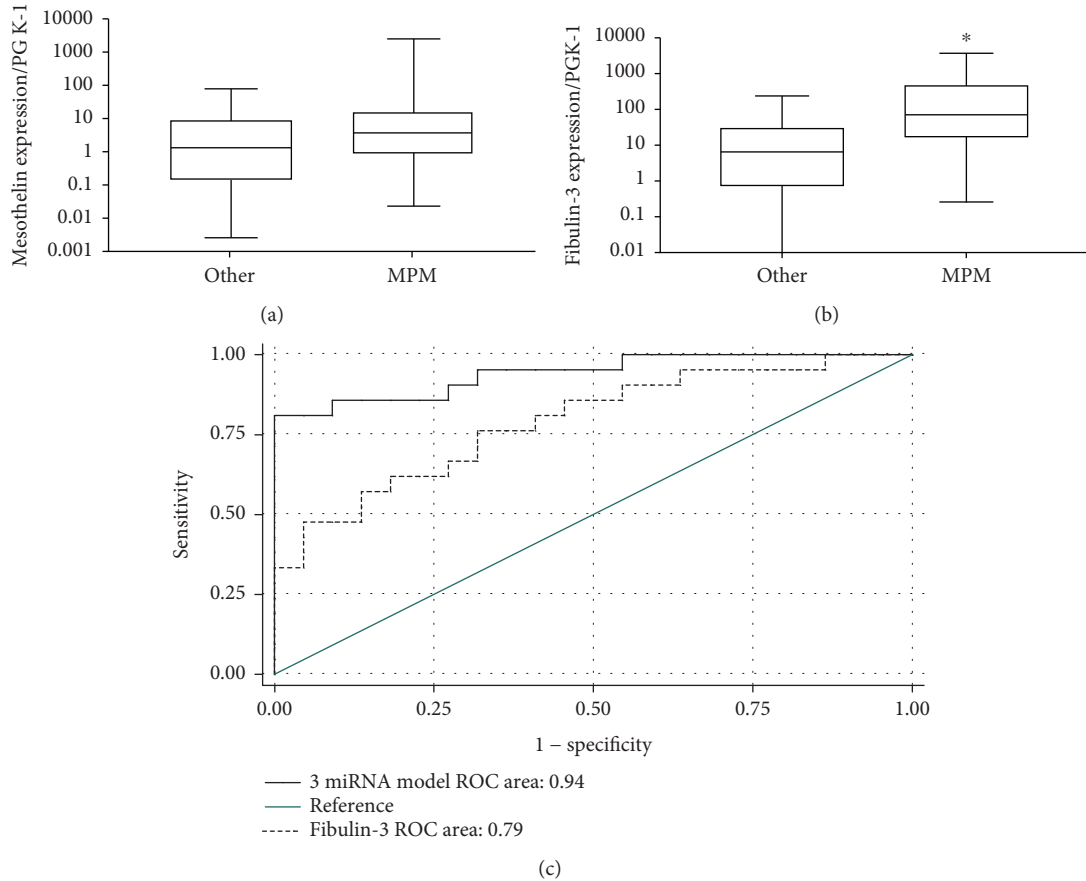 Mesothelin expression/PG K-1
10000
1000
100
10
1
0.1
0.01
0.001
Other
MPM
(a)
Fibulin-3 expression/PGK-1
10000
1000
100
10
1
0.1
0.01
*
Other
MPM
(b)
Sensitivity
1.00
0.75
0.50
0.25
0.00
0.00
0.25
0.50
0.75
1.00
1 − specificity
3 miRNA model ROC area: 0.94
Reference
Fibulin-3 ROC area: 0.79
(c)